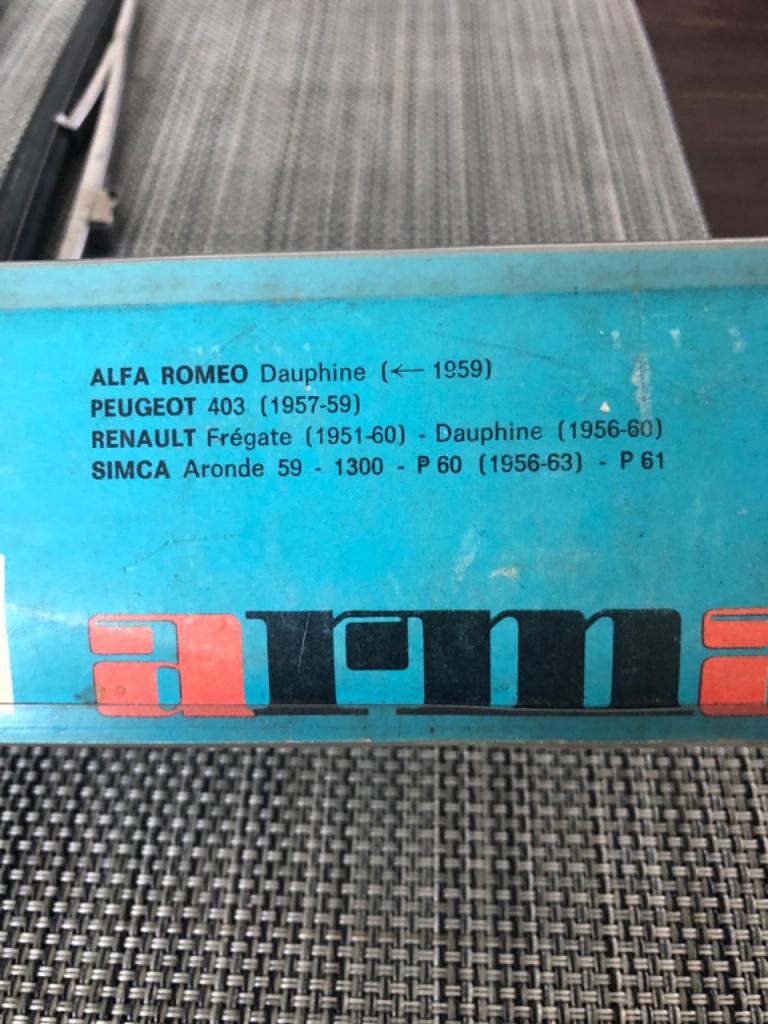 ALFA ROMEO Dauphine (← 1959)
PEUGEOT 403 (1957-59)
RENAULT Frégate (1951-60) - Dauphine (1956-60)
SIMCA Aronde 59 - 1300 - P 60 (1956-63) - P 61
arma